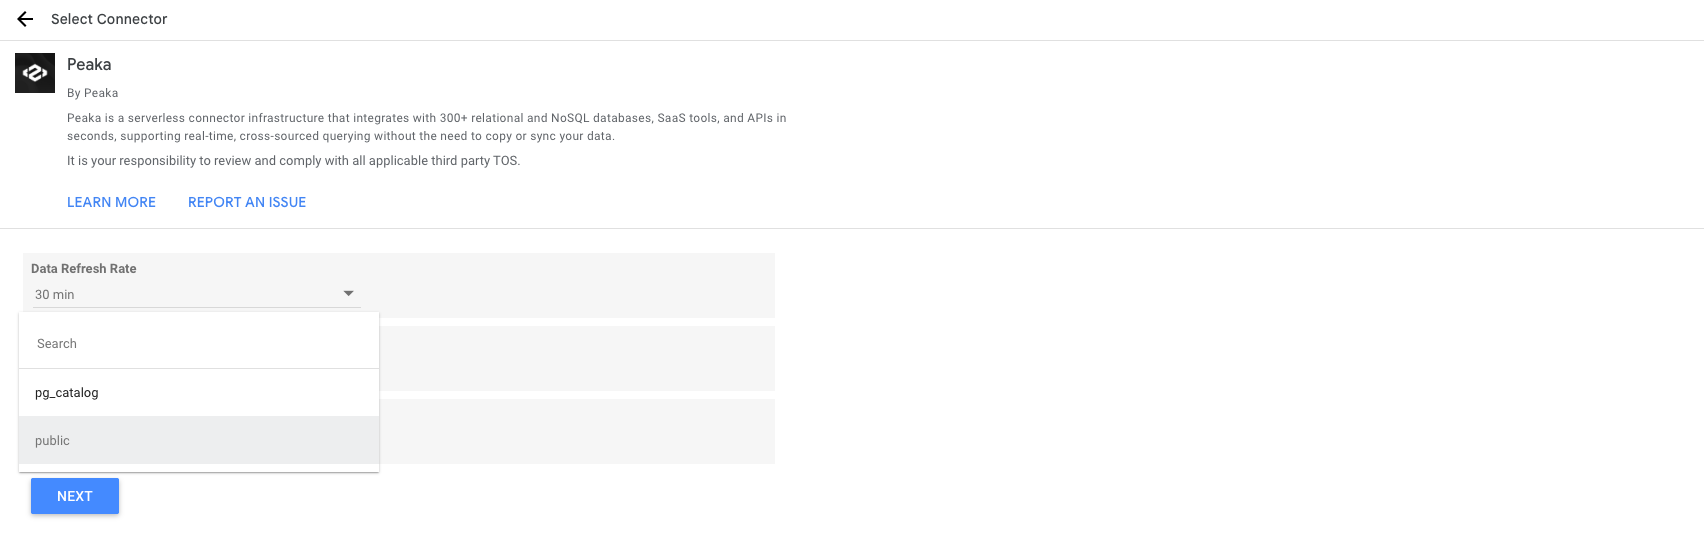 Select Connector
Peaka
By Peaka
Peaka is a serverless connector infrastructure that integrates with 300+ relational and NoSQL databases, SaaS tools, and APIs in
seconds, supporting real-time, cross-sourced querying without the need to copy or sync your data.
It is your responsibility to review and comply with all applicable third party TOS.
LEARN MORE REPORT AN ISSUE
Data Refresh Rate
30 min
Search
pg_catalog
public
NEXT